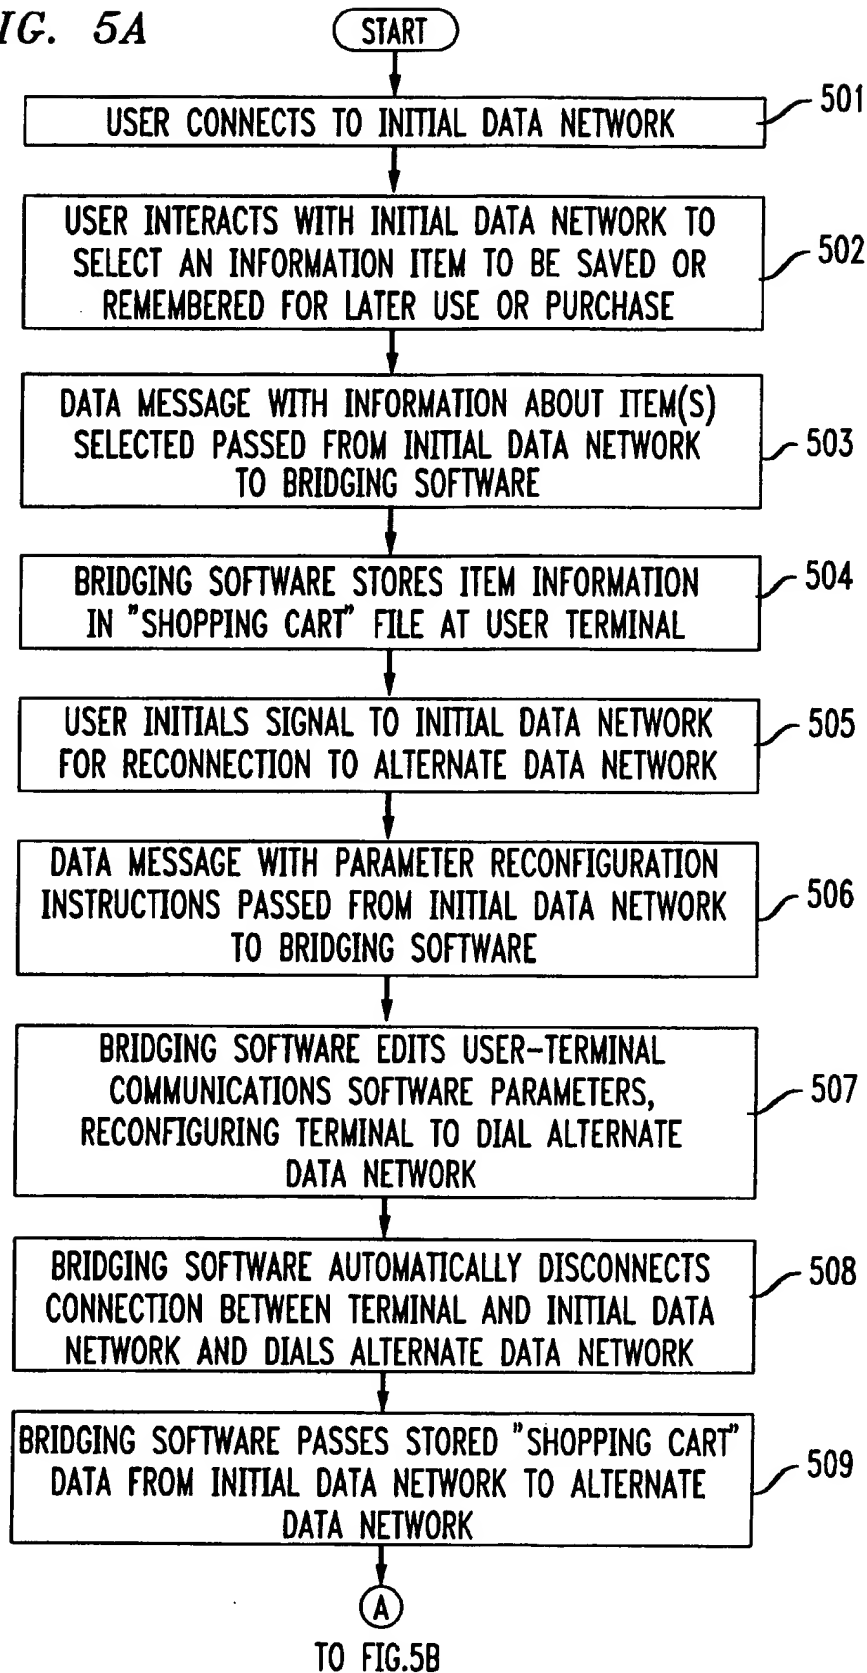 IG. 5A
START
USER CONNECTS TO INITIAL DATA NETWORK
501
USER INTERACTS WITH INITIAL DATA NETWORK TO
SELECT AN INFORMATION ITEM TO BE SAVED OR
REMEMBERED FOR LATER USE OR PURCHASE
502
DATA MESSAGE WITH INFORMATION ABOUT ITEM(S)
SELECTED PASSED FROM INITIAL DATA NETWORK
TO BRIDGING SOFTWARE
503
BRIDGING SOFTWARE STORES ITEM INFORMATION
IN "SHOPPING CART" FILE AT USER TERMINAL
504
USER INITIALS SIGNAL TO INITIAL DATA NETWORK
FOR RECONNECTION TO ALTERNATE DATA NETWORK
505
DATA MESSAGE WITH PARAMETER RECONFIGURATION
INSTRUCTIONS PASSED FROM INITIAL DATA NETWORK
TO BRIDGING SOFTWARE
506
BRIDGING SOFTWARE EDITS USER-TERMINAL
COMMUNICATIONS SOFTWARE PARAMETERS,
RECONFIGURING TERMINAL TO DIAL ALTERNATE
DATA NETWORK
507
BRIDGING SOFTWARE AUTOMATICALLY DISCONNECTS
CONNECTION BETWEEN TERMINAL AND INITIAL DATA
NETWORK AND DIALS ALTERNATE DATA NETWORK
508
BRIDGING SOFTWARE PASSES STORED "SHOPPING CART"
DATA FROM INITIAL DATA NETWORK TO ALTERNATE
DATA NETWORK
509
A
TO FIG.5B